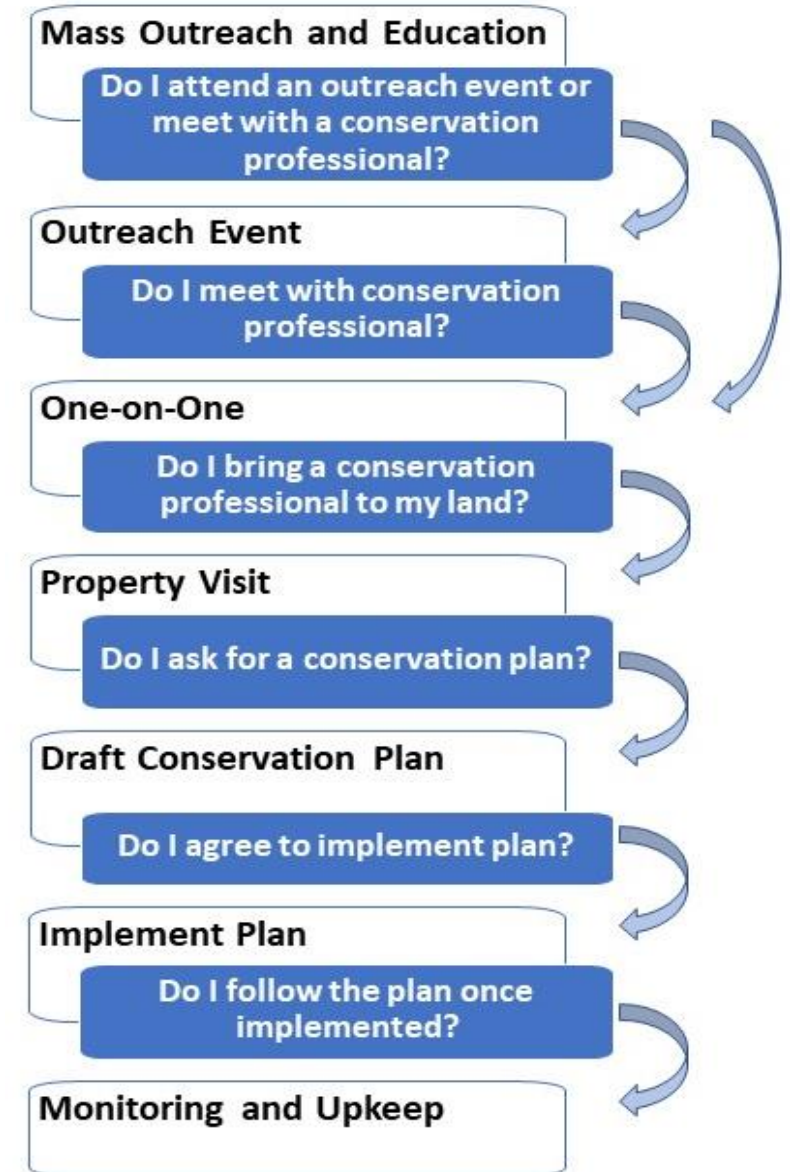 Mass Outreach and Education
Do I attend an outreach event or
meet with a conservation
professional?
Outreach Event
Do I meet with conservation
professional?
One-on-One
Do I bring a conservation
professional to my land?
Property Visit
Do I ask for a conservation plan?
Draft Conservation Plan
Do I agree to implement plan?
Implement Plan
Do I follow the plan once
implemented?
Monitoring and Upkeep